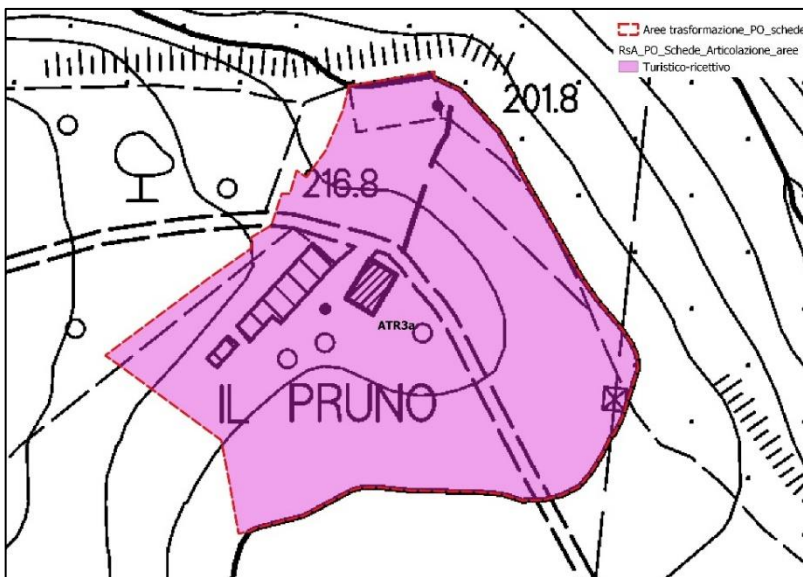 Aree trasformazione_PO_schede
RsA_PO_Schede_Articolazione_aree
Turistico-ricettivo
201.8
216.8
ATR3a
IL PRUNO